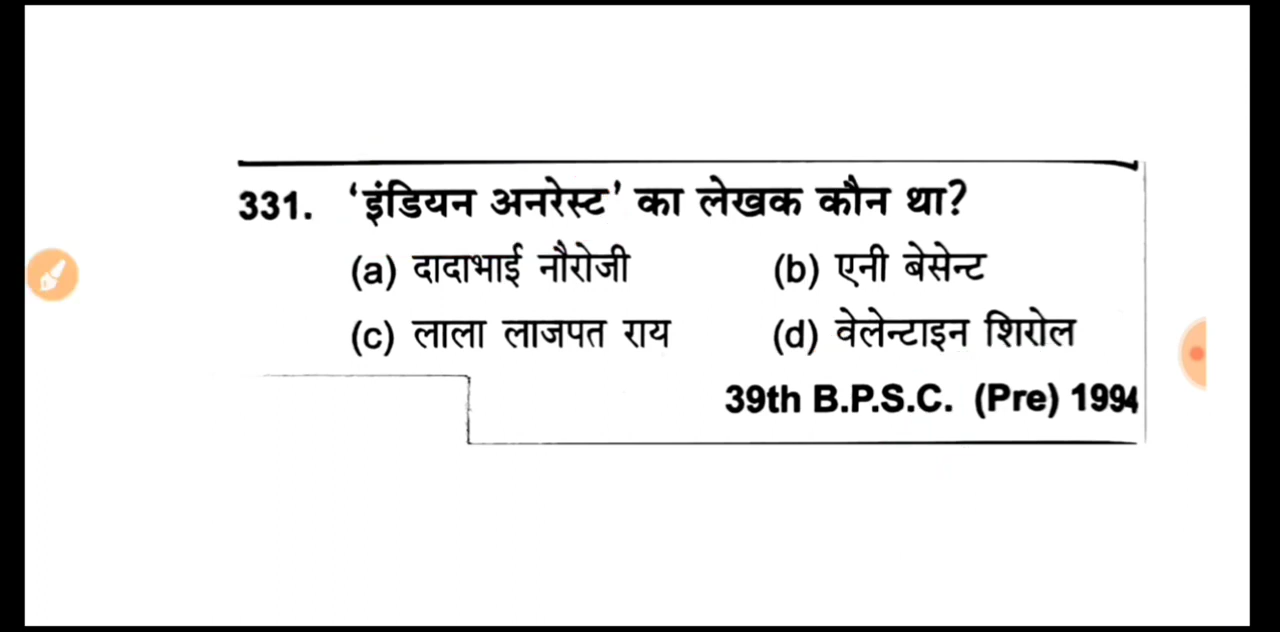 331. ‘इंडियन अनरेस्ट’ का लेखक कौन था?
(a) दादाभाई नौरोजी (b) एनी बेसेन्ट
(c) लाला लाजपत राय (d) वेलेन्टाइन शिरोल
39th B.P.S.C. (Pre) 1994